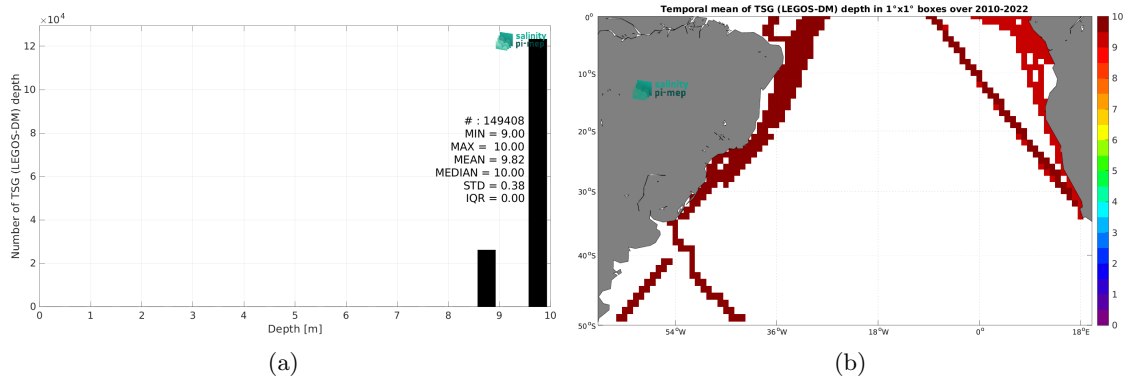 ×10⁴
12
10
8
6
4
2
0
0 1 2 3 4 5 6 7 8 9 10
Number of TSG (LEGOS-DM) depth
Depth [m]
salinity
pi-mep
# : 149408
MIN = 9.00
MAX = 10.00
MEAN = 9.82
MEDIAN = 10.00
STD = 0.38
IQR = 0.00
(a)
Temporal mean of TSG (LEGOS-DM) depth in 1°x1° boxes over 2010-2022
0°
10°S
20°S
30°S
40°S
50°S
54°W 36°W 18°W 0° 18°E
salinity
pi-mep
10
9
8
7
6
5
4
3
2
1
0
(b)